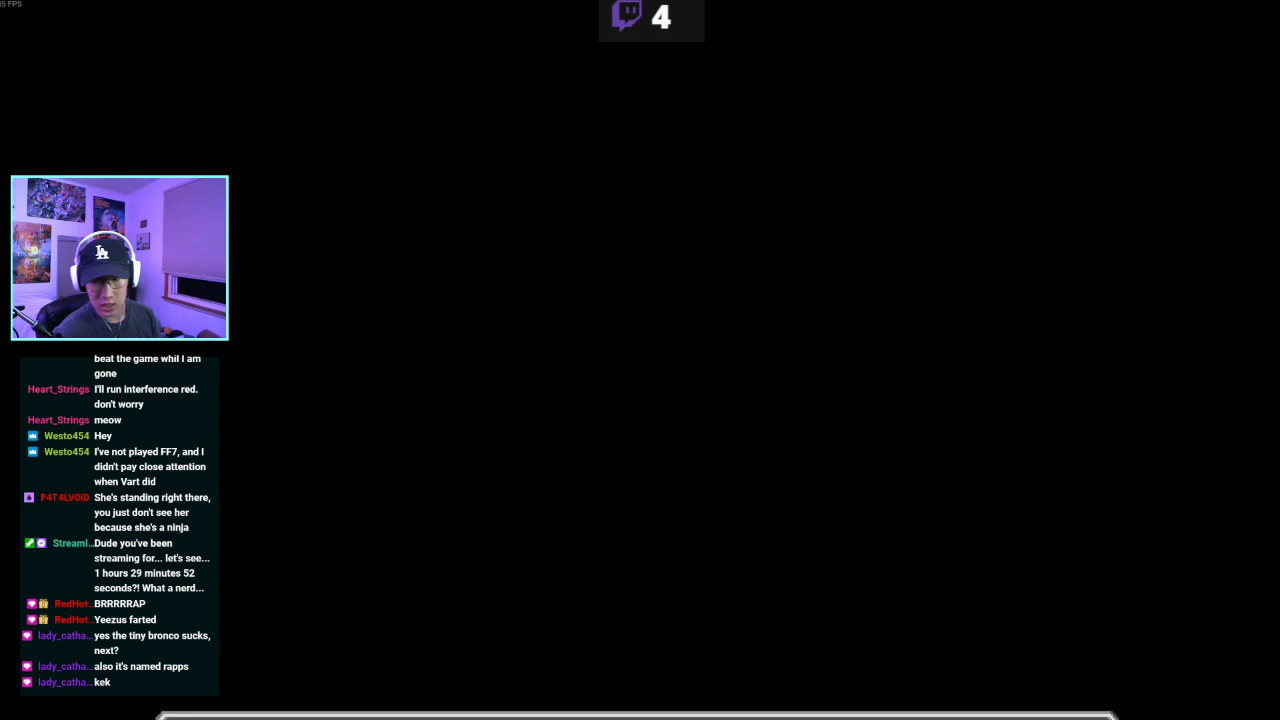 FPS
4
LA
beat the game whil I am
gone
Heart_Strings I'll run interference red.
don't worry
Heart_Strings meow
Westo454 Hey
Westo454 I've not played FF7, and I
didn't pay close attention
when Vart did
F4T4LV0ID She's standing right there,
you just don't see her
because she's a ninja
Streaml... Dude you've been
streaming for... let's see...
1 hours 29 minutes 52
seconds?! What a nerd...
RedHot... BRRRRRAP
RedHot... Yeezus farted
lady_catha... yes the tiny bronco sucks,
next?
lady_catha... also it's named rapps
lady_catha... kek